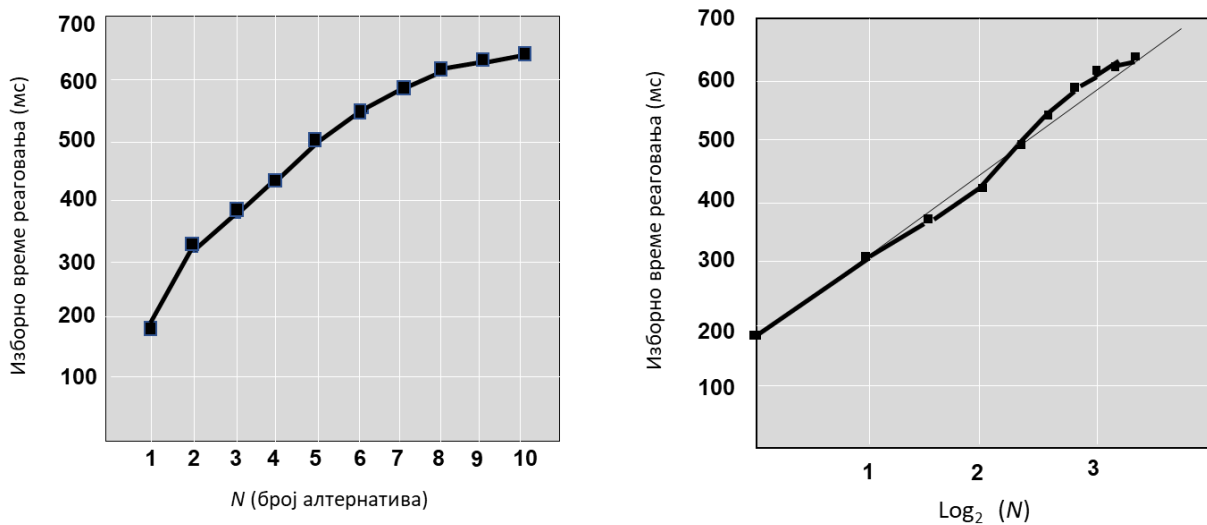 Изборно време реаговања (мс)
700
600
500
400
300
200
100
1 2 3 4 5 6 7 8 9 10
N (број алтернатива)
Изборно време реаговања (мс)
700
600
500
400
300
200
100
1 2 3
Log₂ (N)